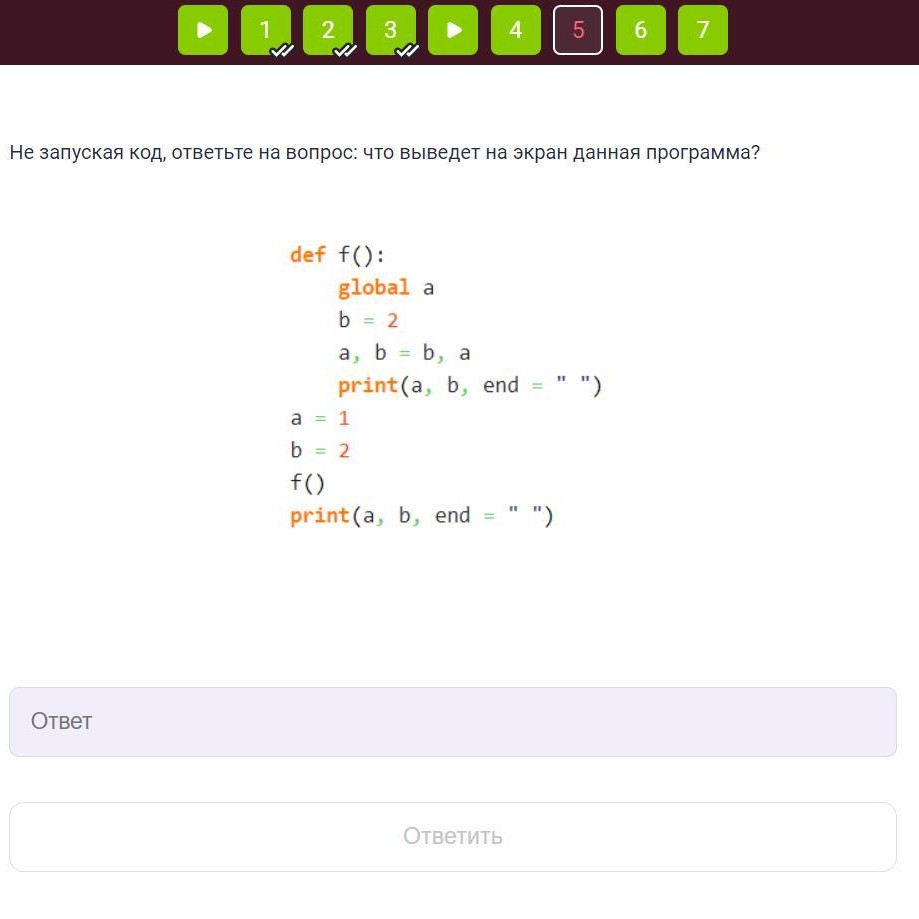 1 2 3 4 5 6 7
Не запуская код, ответьте на вопрос: что выведет на экран данная программа?
def f():
    global a
    b = 2
    a, b = b, a
    print(a, b, end = " ")
a = 1
b = 2
f()
print(a, b, end = " ")
Ответ
Ответить